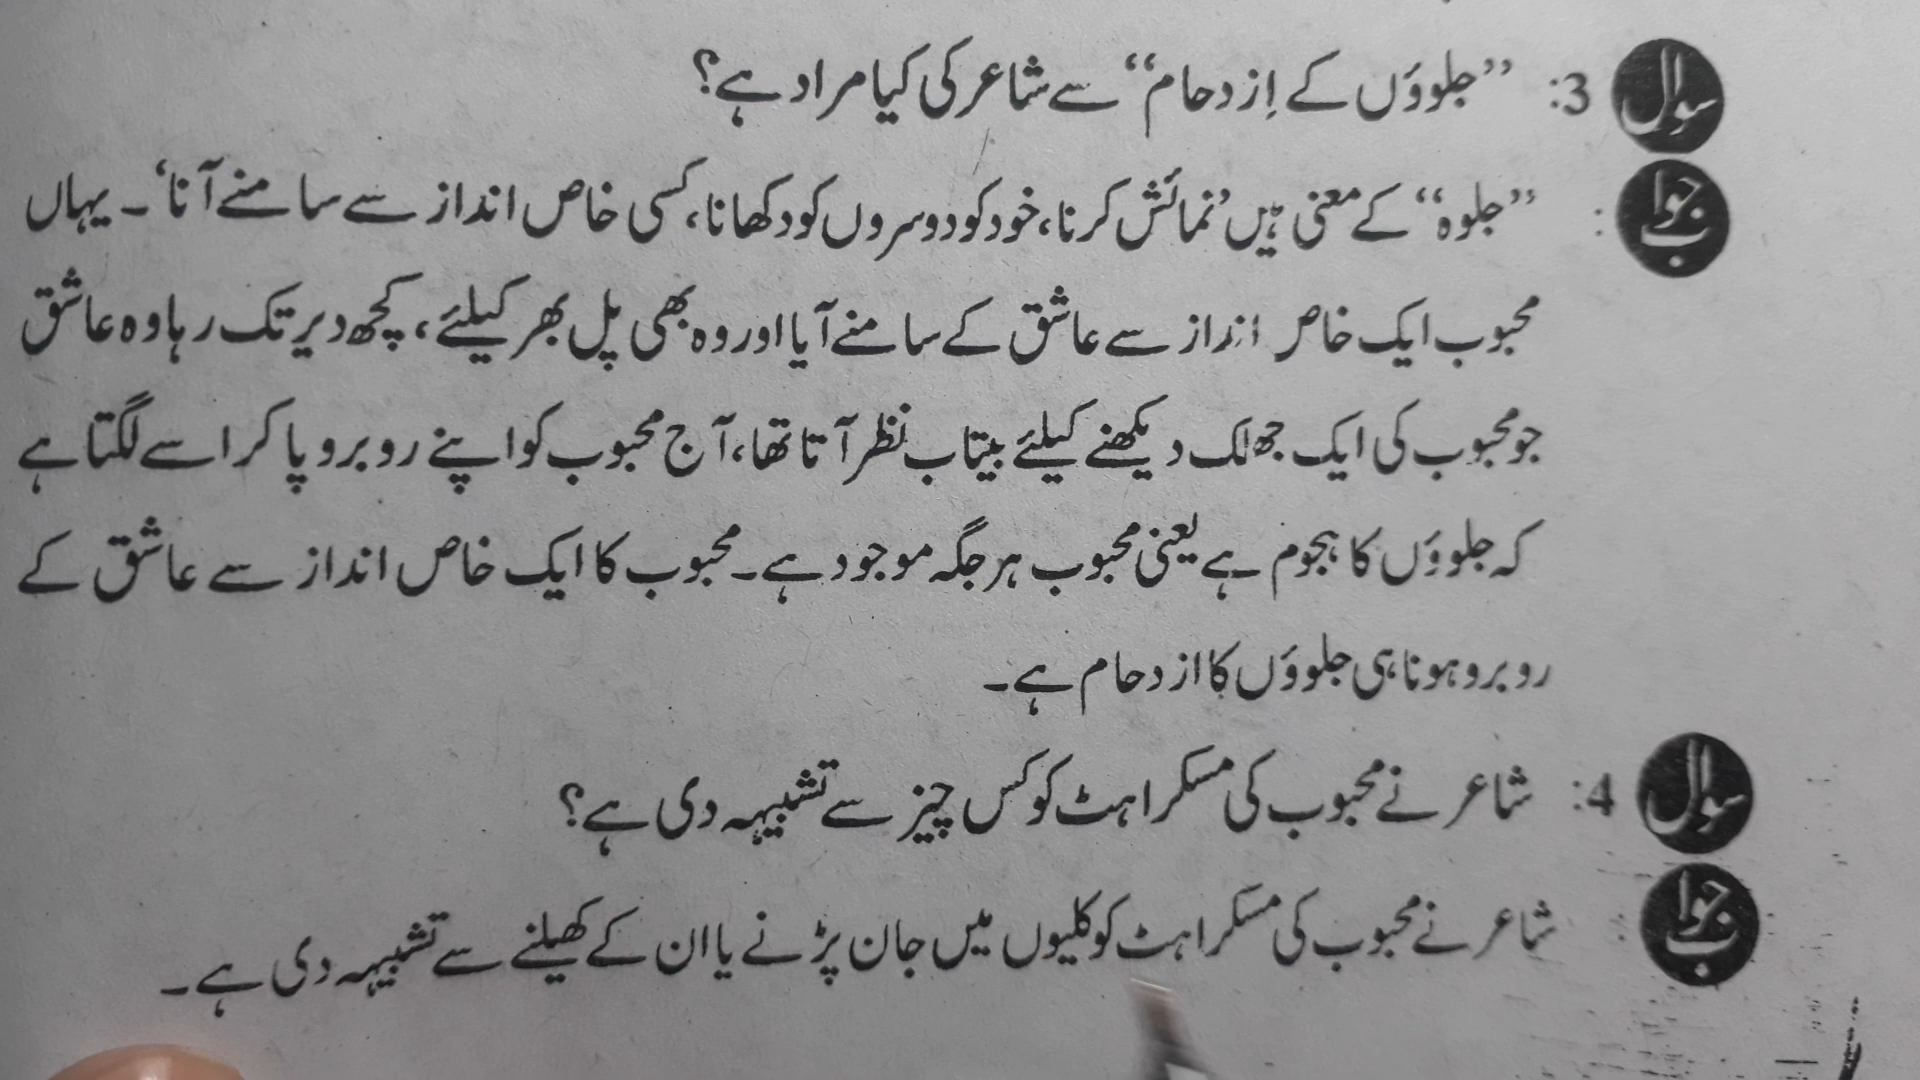 سوال 3: ’’جلوؤں کے اِزدحام‘‘ سے شاعر کی کیا مراد ہے؟
جواب : ’’جلوہ‘‘ کے معنی ہیں ’نمائش کرنا، خود کو دوسروں کو دکھانا، کسی خاص انداز سے سامنے آنا‘۔ یہاں
محبوب ایک خاص انداز سے عاشق کے سامنے آیا اور وہ بھی پل بھر کیلئے، کچھ دیر تک رہا وہ عاشق
جو محبوب کی ایک جھلک دیکھنے کیلئے بیتاب نظر آتا تھا، آج محبوب کو اپنے روبرو پا کر اسے لگتا ہے
کہ جلوؤں کا ہجوم ہے یعنی محبوب ہر جگہ موجود ہے۔ محبوب کا ایک خاص انداز سے عاشق کے
روبرو ہونا ہی جلوؤں کا ازدحام ہے۔
سوال 4: شاعر نے محبوب کی مسکراہٹ کو کس چیز سے تشبیہہ دی ہے؟
جواب : شاعر نے محبوب کی مسکراہٹ کو کلیوں میں جان پڑنے یا ان کے کھیلنے سے تشبیہہ دی ہے۔